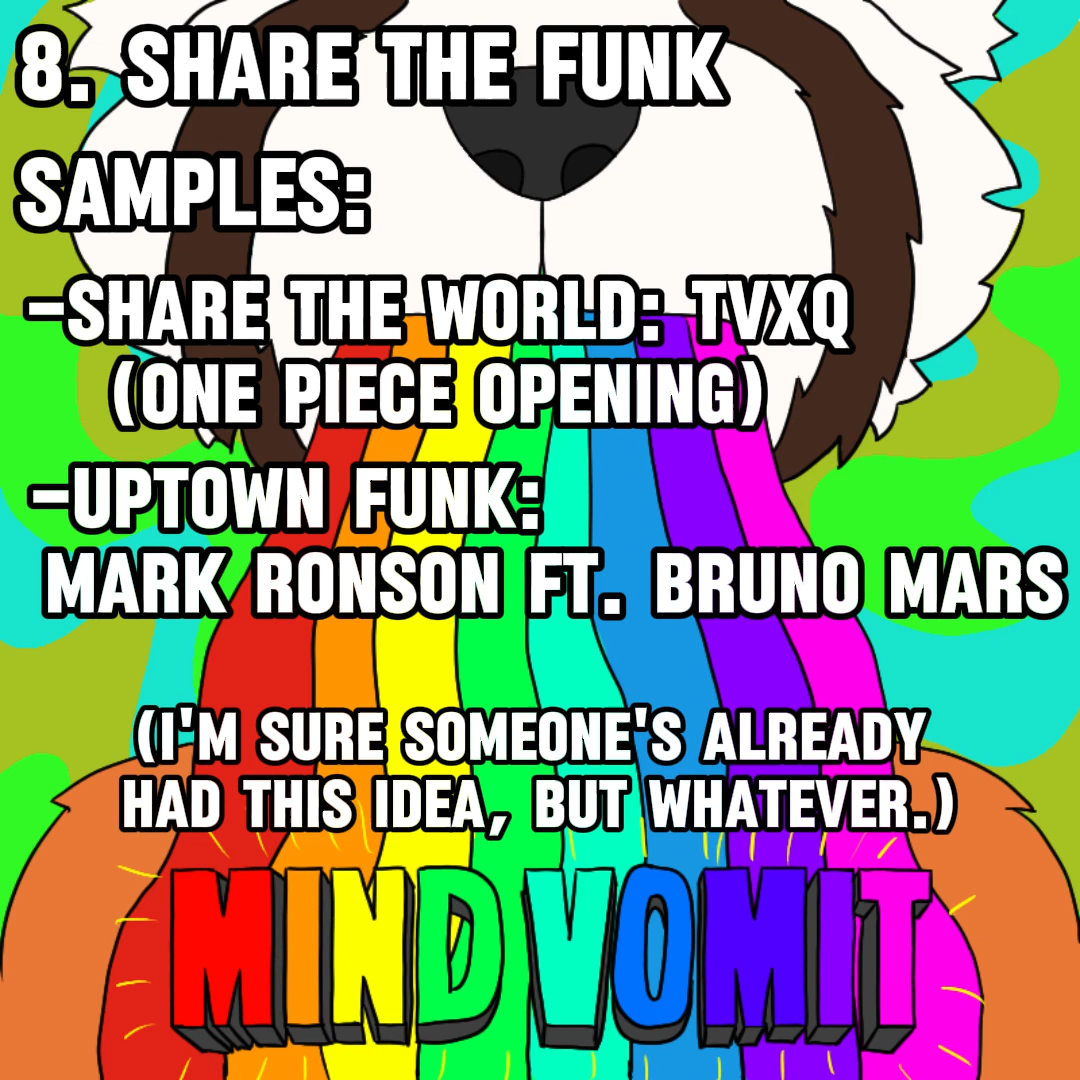 8. SHARE THE FUNK
SAMPLES:
-SHARE THE WORLD: TVXQ
(ONE PIECE OPENING)
-UPTOWN FUNK:
MARK RONSON FT. BRUNO MARS
(I'M SURE SOMEONE'S ALREADY
HAD THIS IDEA, BUT WHATEVER.)
MIND VOMIT